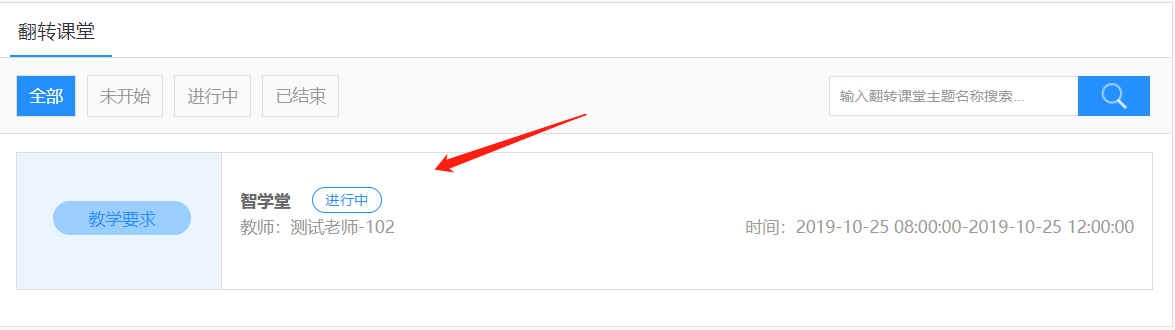 翻转课堂
全部 未开始 进行中 已结束 输入翻转课堂主题名称搜索...
教学要求
智学堂 进行中
教师：测试老师-102 时间：2019-10-25 08:00:00-2019-10-25 12:00:00